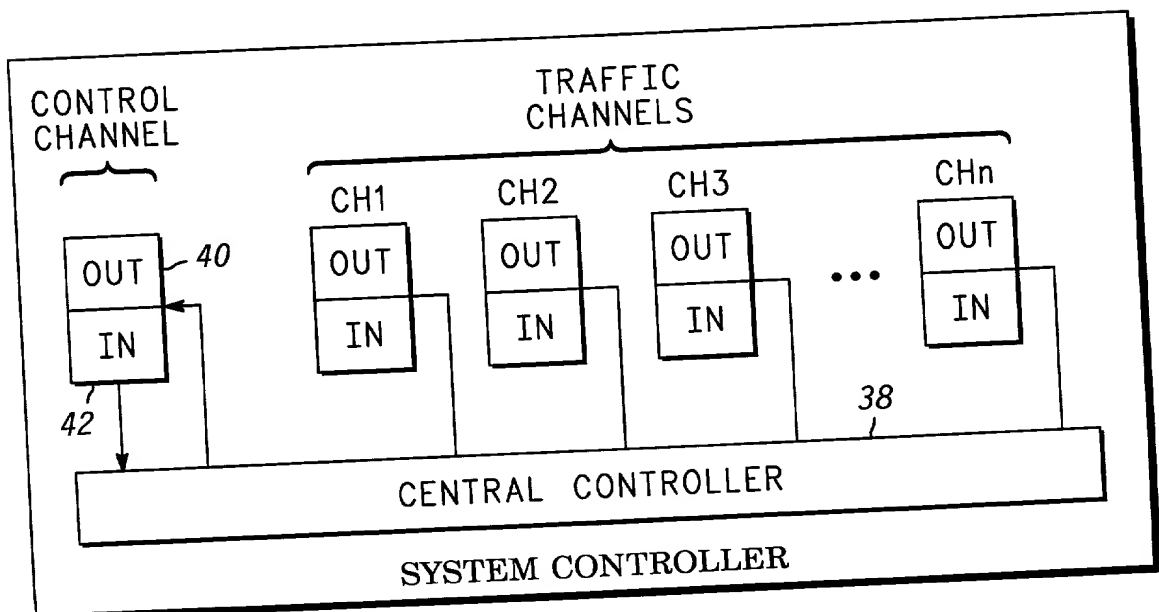 CONTROL
CHANNEL
TRAFFIC
CHANNELS
CH1
CH2
CH3
CHn
OUT
40
IN
42
OUT
IN
OUT
IN
OUT
IN
...
OUT
IN
38
CENTRAL CONTROLLER
SYSTEM CONTROLLER